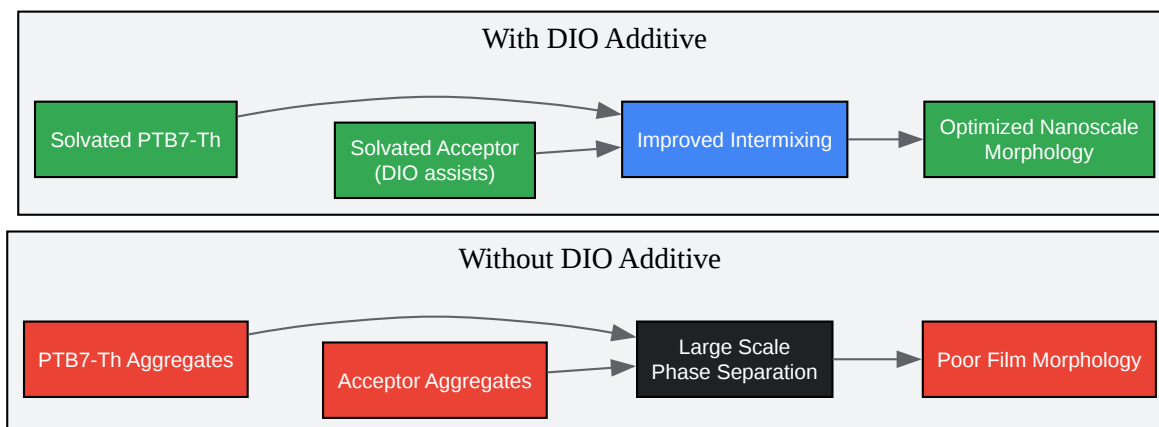 With DIO Additive
Solvated PTB7-Th
Solvated Acceptor
(DIO assists)
Improved Intermixing
Optimized Nanoscale
Morphology
Without DIO Additive
PTB7-Th Aggregates
Acceptor Aggregates
Large Scale
Phase Separation
Poor Film Morphology